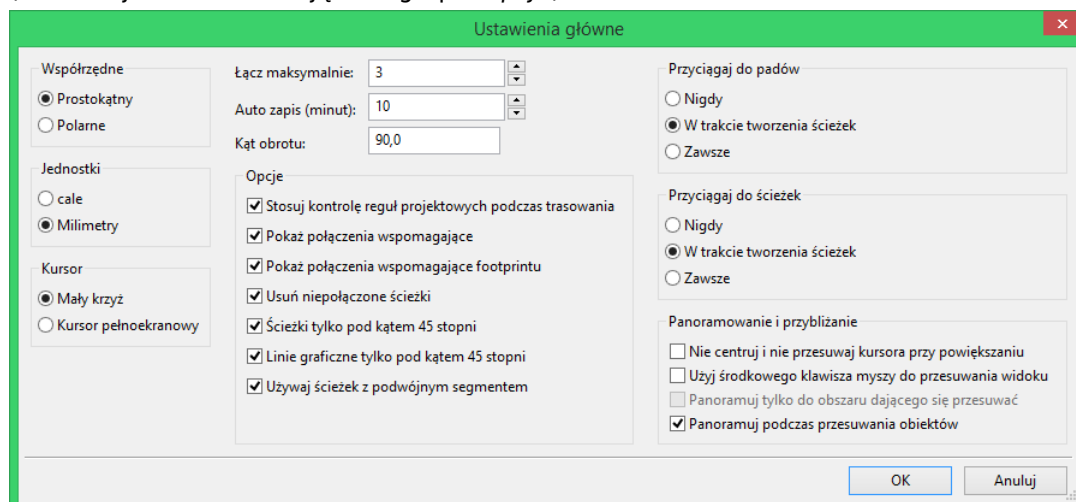 Ustawienia główne
Współrzędne
Prostokątny
Polarne
Jednostki
cale
Milimetry
Kursor
Mały krzyż
Kursor pełnoekranowy
Łącz maksymalnie: 3
Auto zapis (minut): 10
Kąt obrotu: 90,0
Opcje
Stosuj kontrolę reguł projektowych podczas trasowania
Pokaż połączenia wspomagające
Pokaż połączenia wspomagające footprintu
Usuń niepołączone ścieżki
Ścieżki tylko pod kątem 45 stopni
Linie graficzne tylko pod kątem 45 stopni
Używaj ścieżek z podwójnym segmentem
Przyciągaj do padów
Nigdy
W trakcie tworzenia ścieżek
Zawsze
Przyciągaj do ścieżek
Nigdy
W trakcie tworzenia ścieżek
Zawsze
Panoramowanie i przybliżanie
Nie centruj i nie przesuwaj kursora przy powiększaniu
Użyj środkowego klawisza myszy do przesuwania widoku
Panoramuj tylko do obszaru dającego się przesuwać
Panoramuj podczas przesuwania obiektów
OK
Anuluj